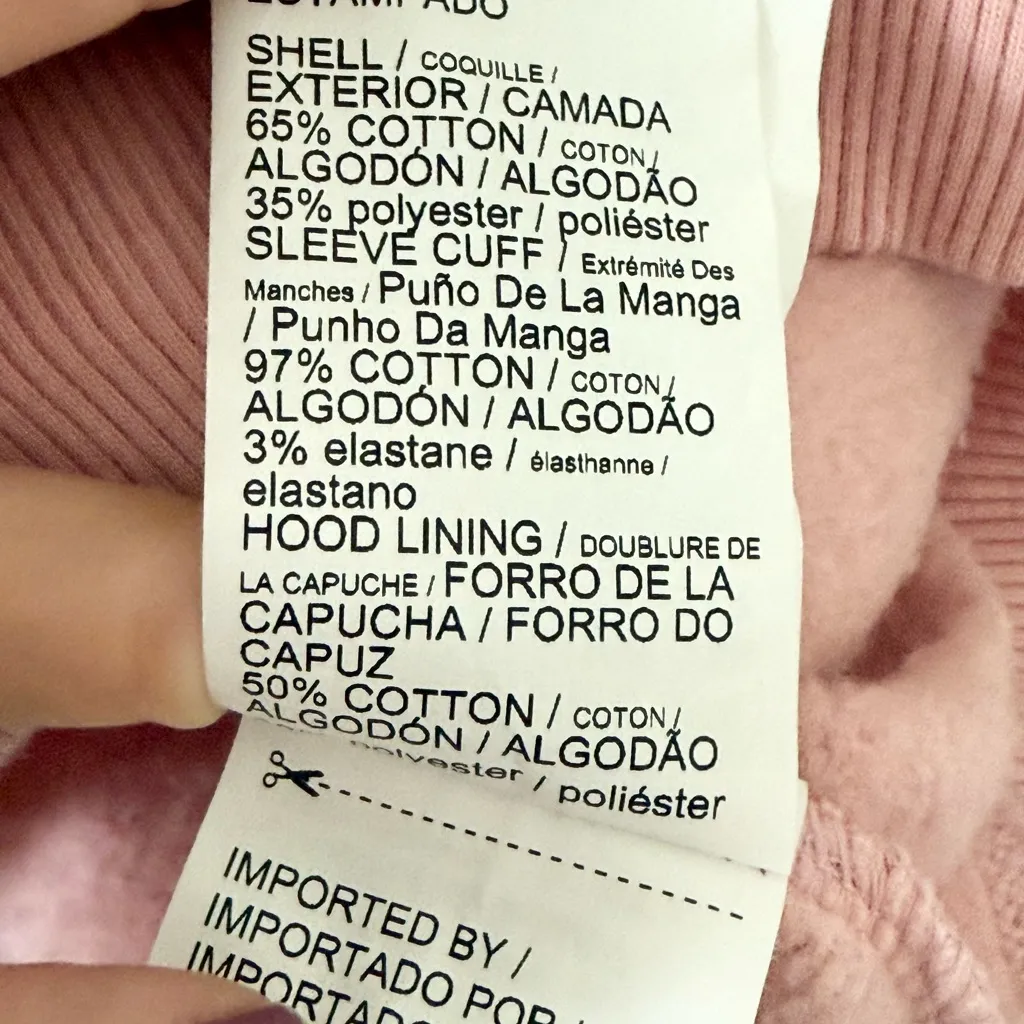 ESTAMPADO
SHELL / COQUILLE /
EXTERIOR / CAMADA
65% COTTON / COTON /
ALGODÓN / ALGODÃO
35% polyester / poliéster
SLEEVE CUFF / Extrémité Des
Manches / Puño De La Manga
/ Punho Da Manga
97% COTTON / COTON /
ALGODÓN / ALGODÃO
3% elastane / élasthanne /
elastano
HOOD LINING / DOUBLURE DE
LA CAPUCHE / FORRO DE LA
CAPUCHA / FORRO DO
CAPUZ
50% COTTON / COTON /
ALGODÓN / ALGODÃO
polyester / poliéster
IMPORTED BY /
IMPORTADO POR /